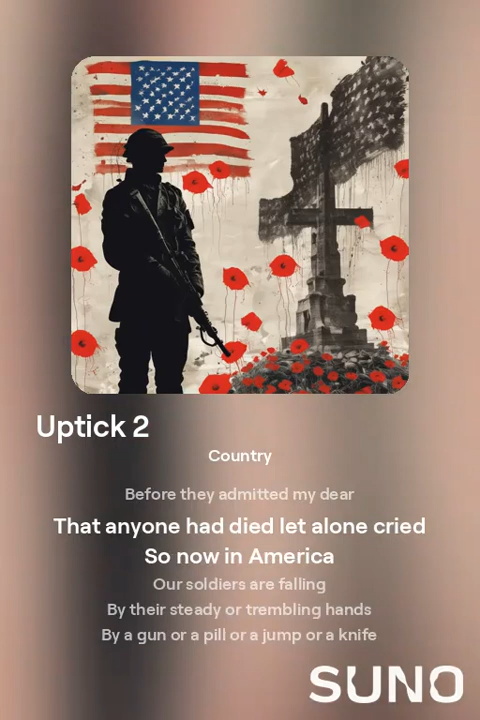 Uptick 2
Country
Before they admitted my dear
That anyone had died let alone cried
So now in America
Our soldiers are falling
By their steady or trembling hands
By a gun or a pill or a jump or a knife
SUNO